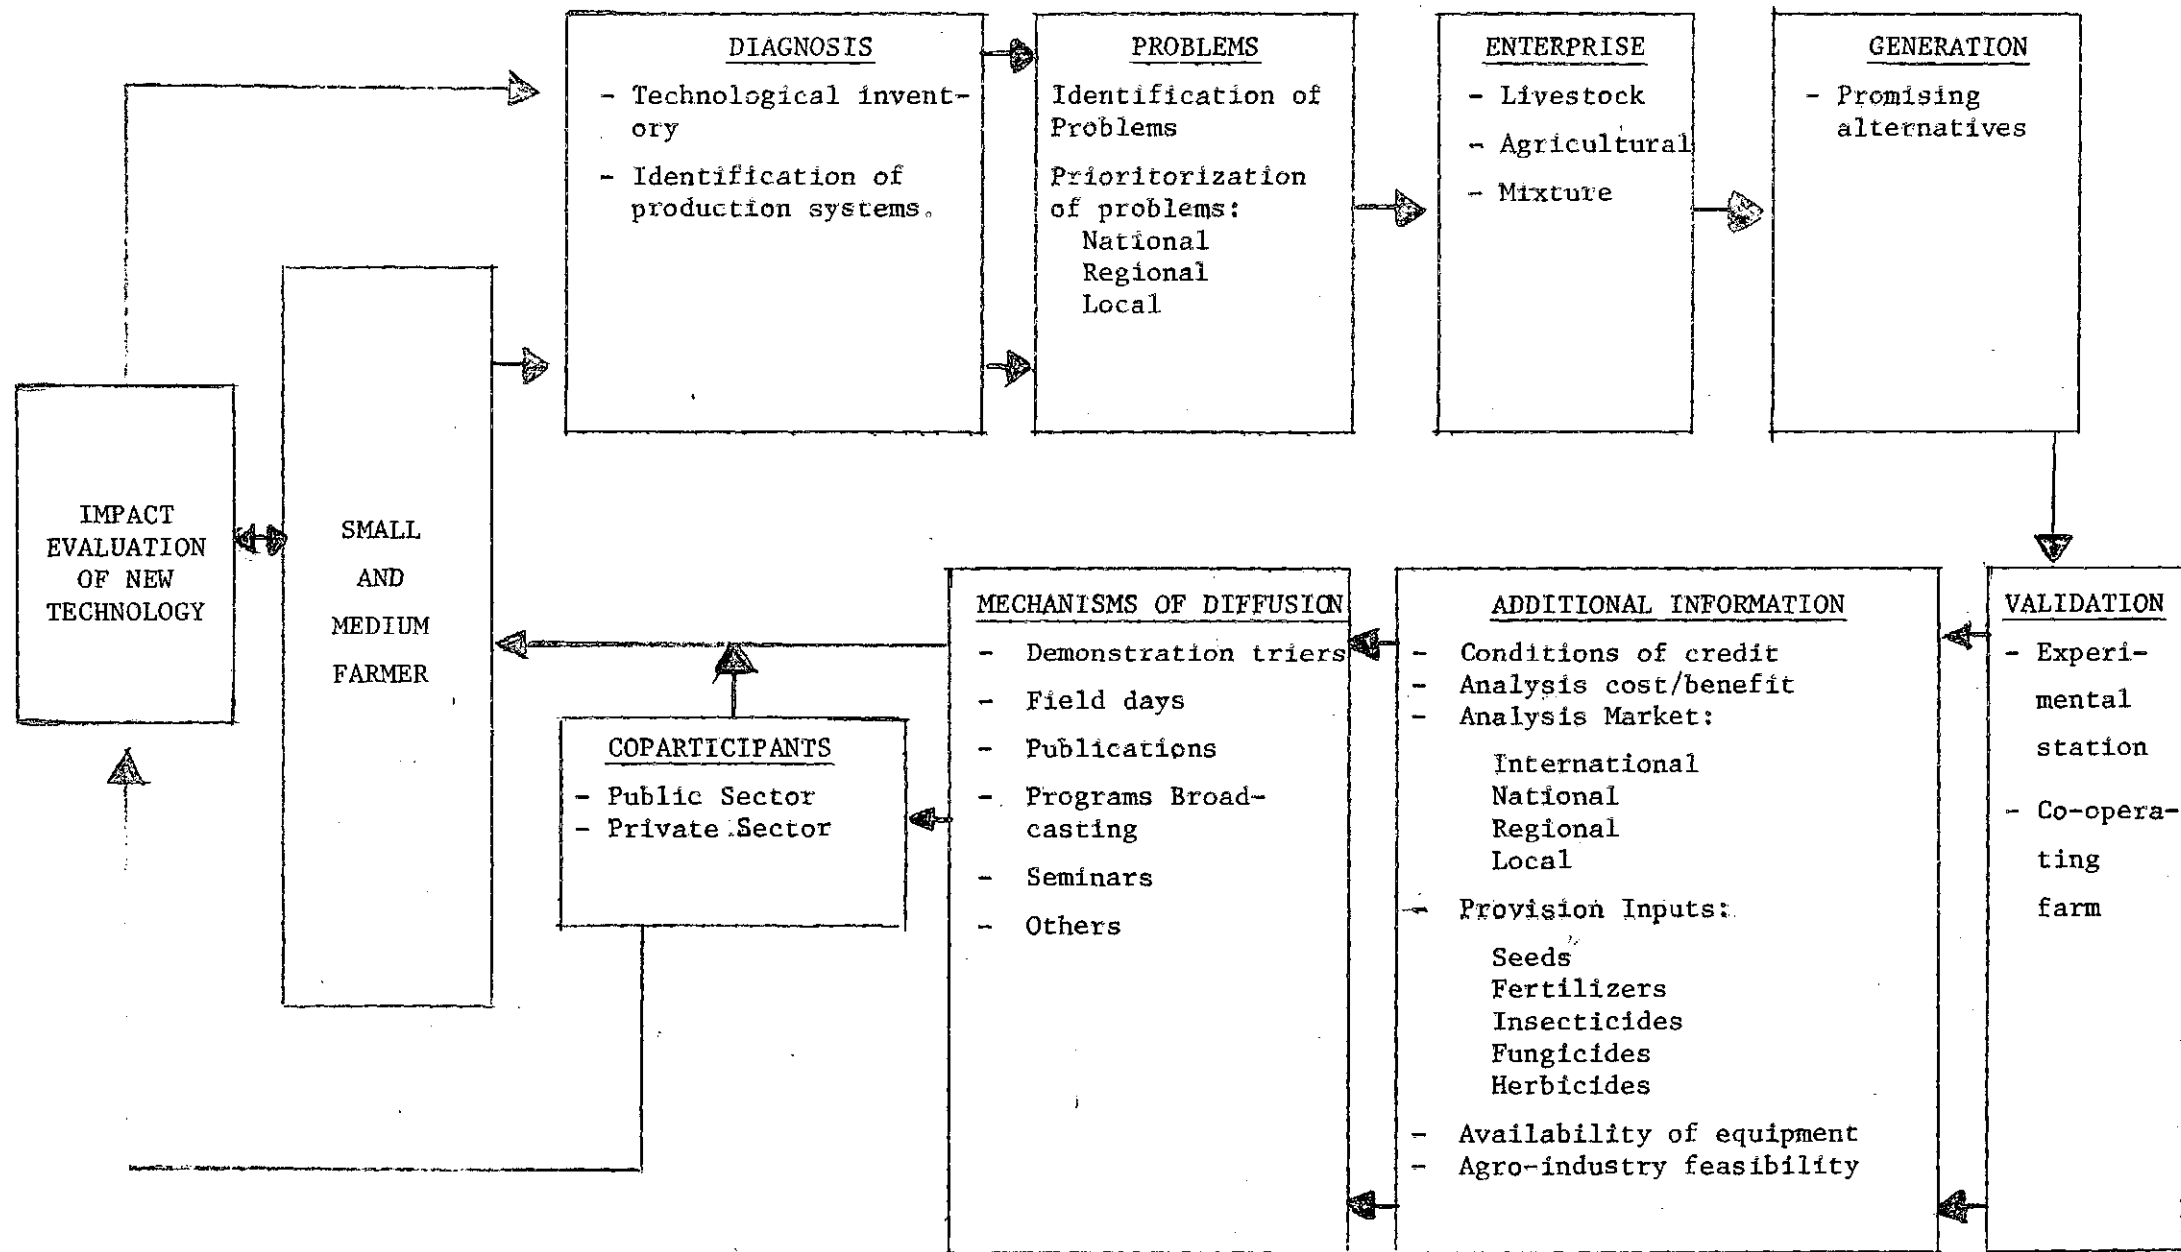 DIAGNOSIS
- Technological invent-
ory
- Identification of
production systems.
PROBLEMS
Identification of
Problems
Prioritorization
of problems:
National
Regional
Local
ENTERPRISE
- Livestock
- Agricultural
- Mixture
GENERATION
- Promising
alternatives
IMPACT
EVALUATION
OF NEW
TECHNOLOGY
SMALL
AND
MEDIUM
FARMER
COPARTICIPANTS
- Public Sector
- Private Sector
MECHANISMS OF DIFFUSION
- Demonstration triers
- Field days
- Publications
- Programs Broad-
casting
- Seminars
- Others
ADDITIONAL INFORMATION
- Conditions of credit
- Analysis cost/benefit
- Analysis Market:
International
National
Regional
Local
- Provision Inputs:
Seeds
Fertilizers
Insecticides
Fungicides
Herbicides
- Availability of equipment
- Agro-industry feasibility
VALIDATION
- Experi-
mental
station
- Co-opera-
ting
farm